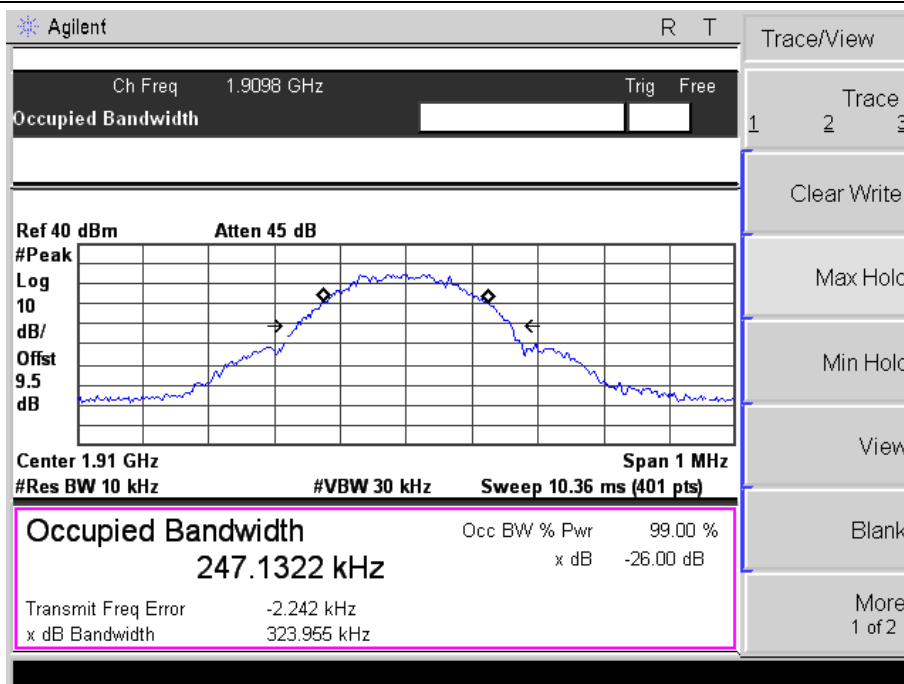 Agilent R T
Trace/View
Ch Freq 1.9098 GHz Trig Free
Occupied Bandwidth
Trace
1 2 3
Clear Write
Ref 40 dBm Atten 45 dB
#Peak
Log
10
dB/
Offst
9.5
dB
Max Hold
Min Hold
Center 1.91 GHz Span 1 MHz
#Res BW 10 kHz #VBW 30 kHz Sweep 10.36 ms (401 pts)
View
Occupied Bandwidth
247.1322 kHz
Occ BW % Pwr 99.00 %
x dB -26.00 dB
Transmit Freq Error -2.242 kHz
x dB Bandwidth 323.955 kHz
Blank
More
1 of 2